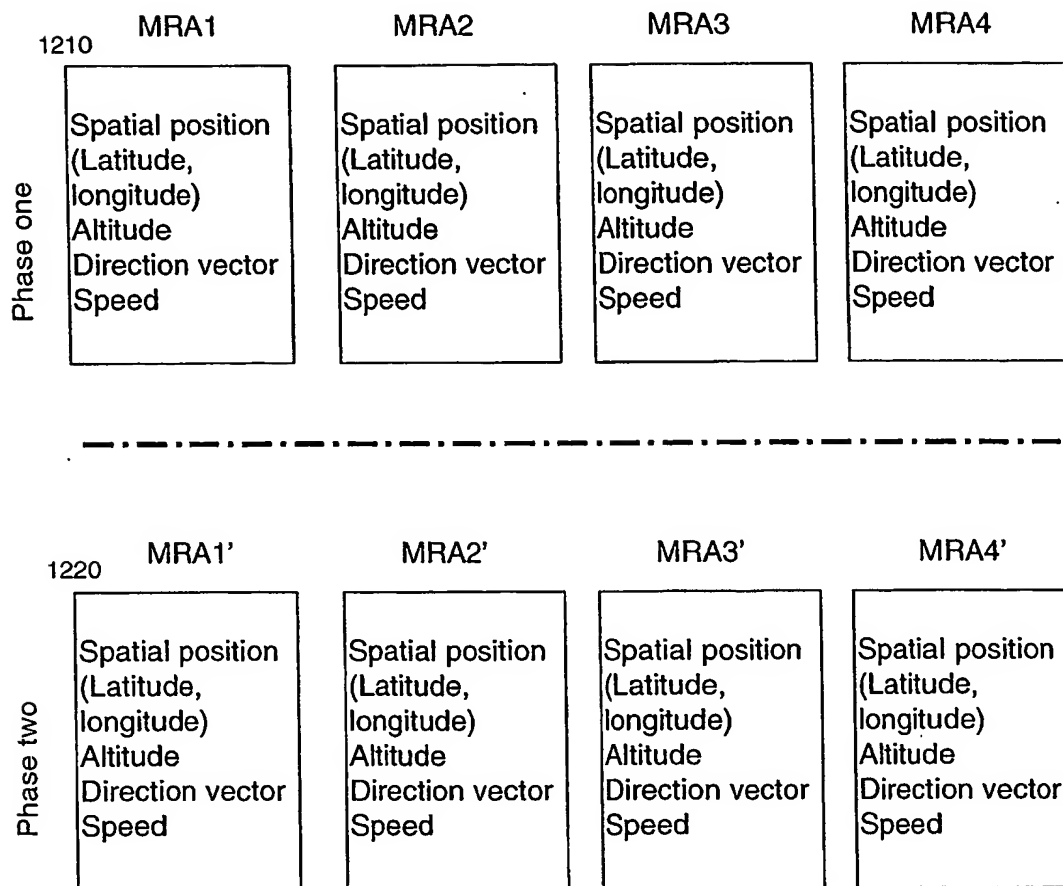 1210
MRA1
MRA2
MRA3
MRA4
Phase one
Spatial position
(Latitude,
longitude)
Altitude
Direction vector
Speed
Spatial position
(Latitude,
longitude)
Altitude
Direction vector
Speed
Spatial position
(Latitude,
longitude)
Altitude
Direction vector
Speed
Spatial position
(Latitude,
longitude)
Altitude
Direction vector
Speed
1220
MRA1'
MRA2'
MRA3'
MRA4'
Phase two
Spatial position
(Latitude,
longitude)
Altitude
Direction vector
Speed
Spatial position
(Latitude,
longitude)
Altitude
Direction vector
Speed
Spatial position
(Latitude,
longitude)
Altitude
Direction vector
Speed
Spatial position
(Latitude,
longitude)
Altitude
Direction vector
Speed